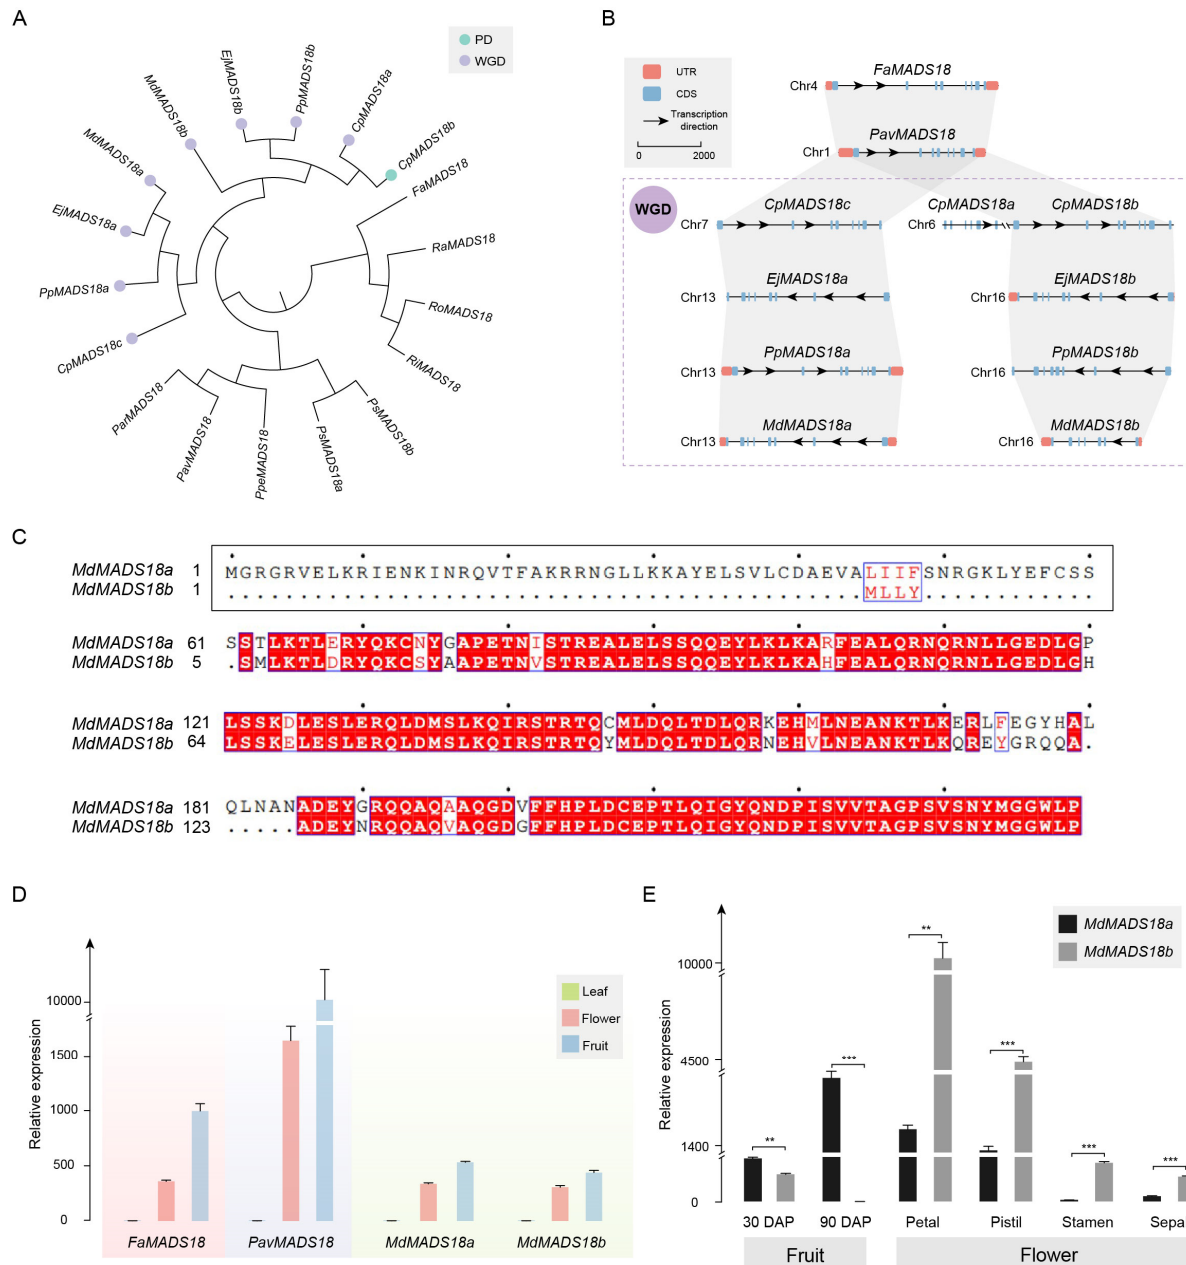 A
PD
WGD
MdMADS18a
MdMADS18b
EjMADS18b
PpMADS18b
CpMADS18a
CpMADS18b
FaMADS18
RaMADS18
RoMADS18
RiMADS18
PsMADS18b
PsMADS18a
PpeMADS18
PavMADS18
ParMADS18
CpMADS18c
PpMADS18a
EjMADS18a
B
UTR
CDS
Transcription
direction
0 2000
FaMADS18
Chr4
PavMADS18
Chr1
WGD
CpMADS18c CpMADS18a CpMADS18b
Chr7 Chr6
EjMADS18a EjMADS18b
Chr13 Chr16
PpMADS18a PpMADS18b
Chr13 Chr16
MdMADS18a MdMADS18b
Chr13 Chr16
C
MdMADS18a 1 MGRGRVELKRIENKINRQVTFAKRRNGLLKKAYELSVLCDAEVALIIFSNRGKLYEFCSS
MdMADS18b 1 ............................................MLLY............
MdMADS18a 61 SSTLKTLERYQKCNYGAPETNISTREALELSSQQEYLKLKARFEALQRNQRNLLGEDLGP
MdMADS18b 5 .SMLKTLDRYQKCSYAAPETNVSTREALELSSQQEYLKLKAHFEALQRNQRNLLGEDLGH
MdMADS18a 121 LSSKDLESLERQLDMSLKQIRSTRTQCMLDQLTDLQRKEHMLNEANKTLKERLFEGYHAL
MdMADS18b 64 LSSKELESLERQLDMSLKQIRSTRTQYMLDQLTDLQRNEHVLNEANKTLKQREYGRQQA.
MdMADS18a 181 QLNANADEYGRQQAQAAQGDVFFHPLDCEPTLQIGYQNDPISVVTAGPSVSNYMGGWLP
MdMADS18b 123 .....ADEYNRQQAQVAQGDGFFHPLDCEPTLQIGYQNDPISVVTAGPSVSNYMGGWLP
D
Relative expression
10000
1500
1000
500
0
Leaf
Flower
Fruit
FaMADS18 PavMADS18 MdMADS18a MdMADS18b
E
Relative expression
10000
4500
1400
0
MdMADS18a
MdMADS18b
** *** ** *** *** ***
30 DAP 90 DAP Petal Pistil Stamen Sepa
Fruit Flower